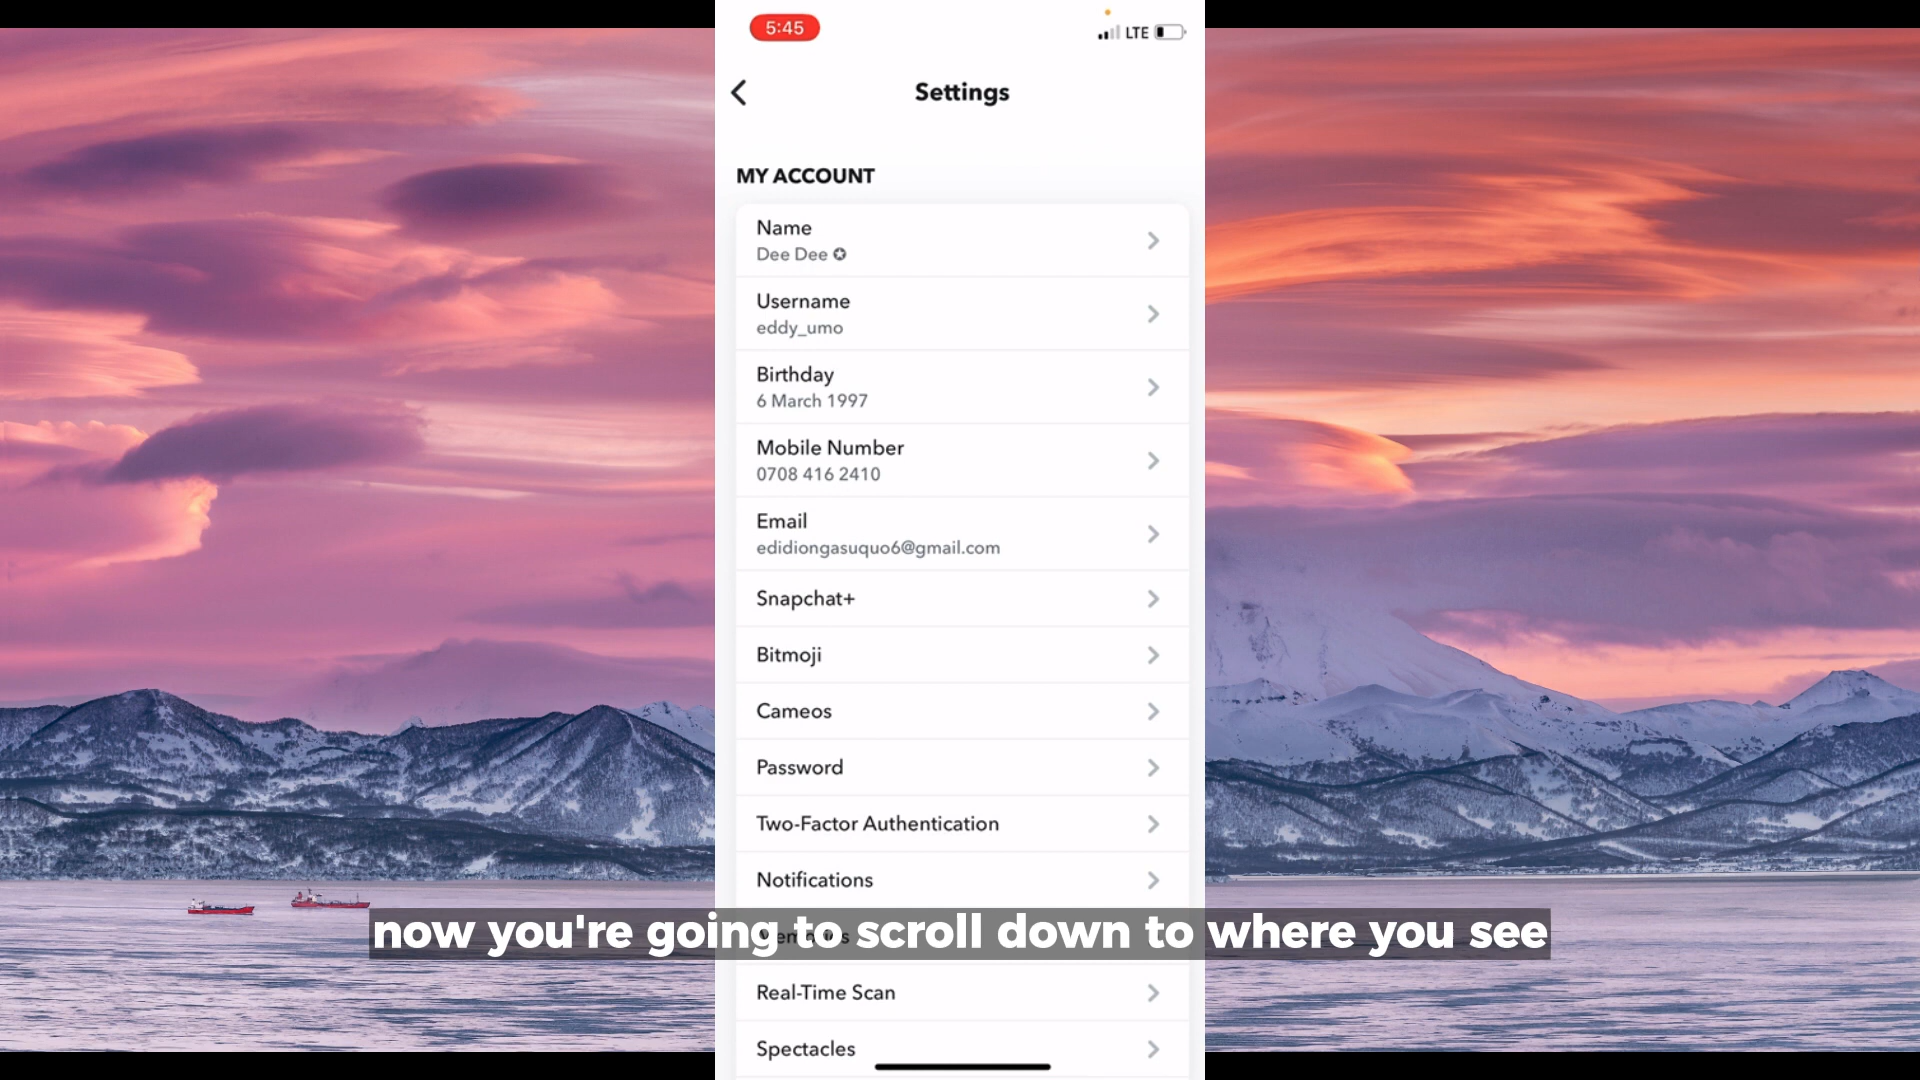 5:45
LTE
Settings
MY ACCOUNT
Name
Dee Dee
Username
eddy_umo
Birthday
6 March 1997
Mobile Number
0708 416 2410
Email
edidiongasuquo6@gmail.com
Snapchat+
Bitmoji
Cameos
Password
Two-Factor Authentication
Notifications
now you're going to scroll down to where you see
Real-Time Scan
Spectacles